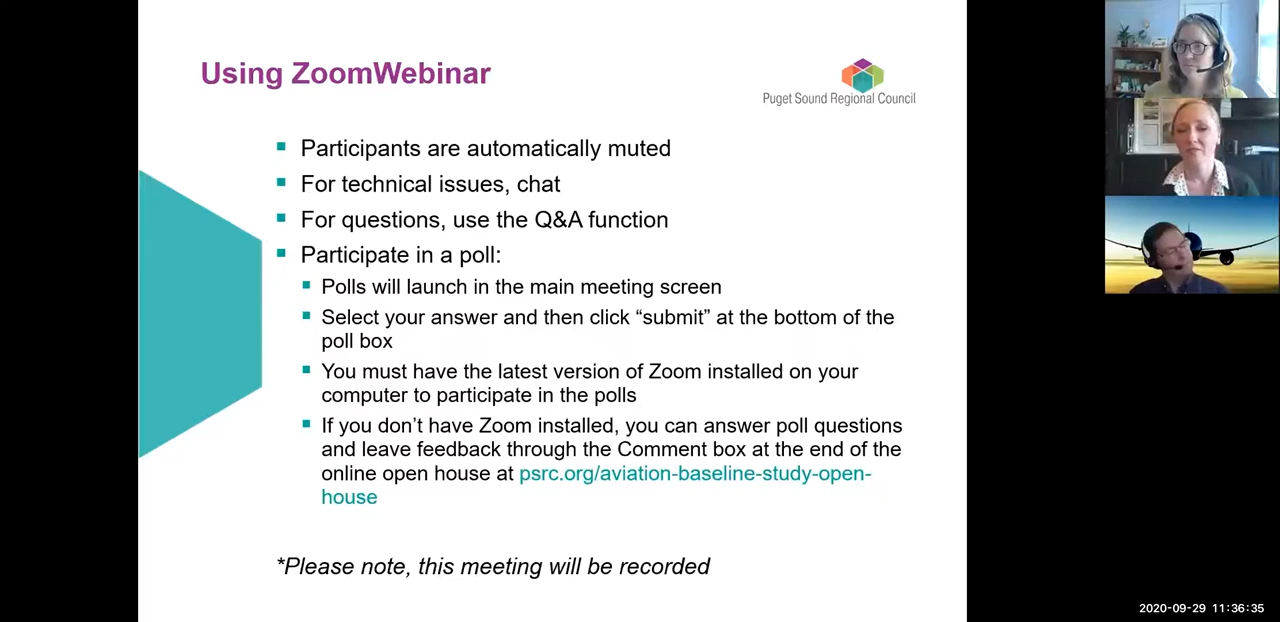 Using ZoomWebinar
Puget Sound Regional Council
Participants are automatically muted
For technical issues, chat
For questions, use the Q&A function
Participate in a poll:
Polls will launch in the main meeting screen
Select your answer and then click “submit” at the bottom of the
poll box
You must have the latest version of Zoom installed on your
computer to participate in the polls
If you don’t have Zoom installed, you can answer poll questions
and leave feedback through the Comment box at the end of the
online open house at psrc.org/aviation-baseline-study-open-
house
*Please note, this meeting will be recorded
2020-09-29 11:36:35